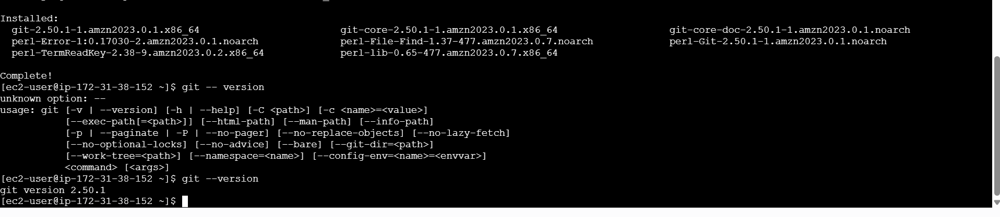 Installed:
  git-2.50.1-1.amzn2023.0.1.x86_64    git-core-2.50.1-1.amzn2023.0.1.x86_64    git-core-doc-2.50.1-1.amzn2023.0.1.noarch
  perl-Error-1:0.17030-2.amzn2023.0.1.noarch    perl-File-Find-1.37-477.amzn2023.0.7.noarch    perl-Git-2.50.1-1.amzn2023.0.1.noarch
  perl-TermReadKey-2.38-9.amzn2023.0.2.x86_64    perl-lib-0.65-477.amzn2023.0.7.x86_64

Complete!
[ec2-user@ip-172-31-38-152 ~]$ git -- version
unknown option: --
usage: git [-v | --version] [-h | --help] [-C <path>] [-c <name>=<value>]
           [--exec-path[=<path>]] [--html-path] [--man-path] [--info-path]
           [-p | --paginate | -P | --no-pager] [--no-replace-objects] [--no-lazy-fetch]
           [--no-optional-locks] [--no-advice] [--bare] [--git-dir=<path>]
           [--work-tree=<path>] [--namespace=<name>] [--config-env=<name>=<envvar>]
           <command> [<args>]
[ec2-user@ip-172-31-38-152 ~]$ git --version
git version 2.50.1
[ec2-user@ip-172-31-38-152 ~]$